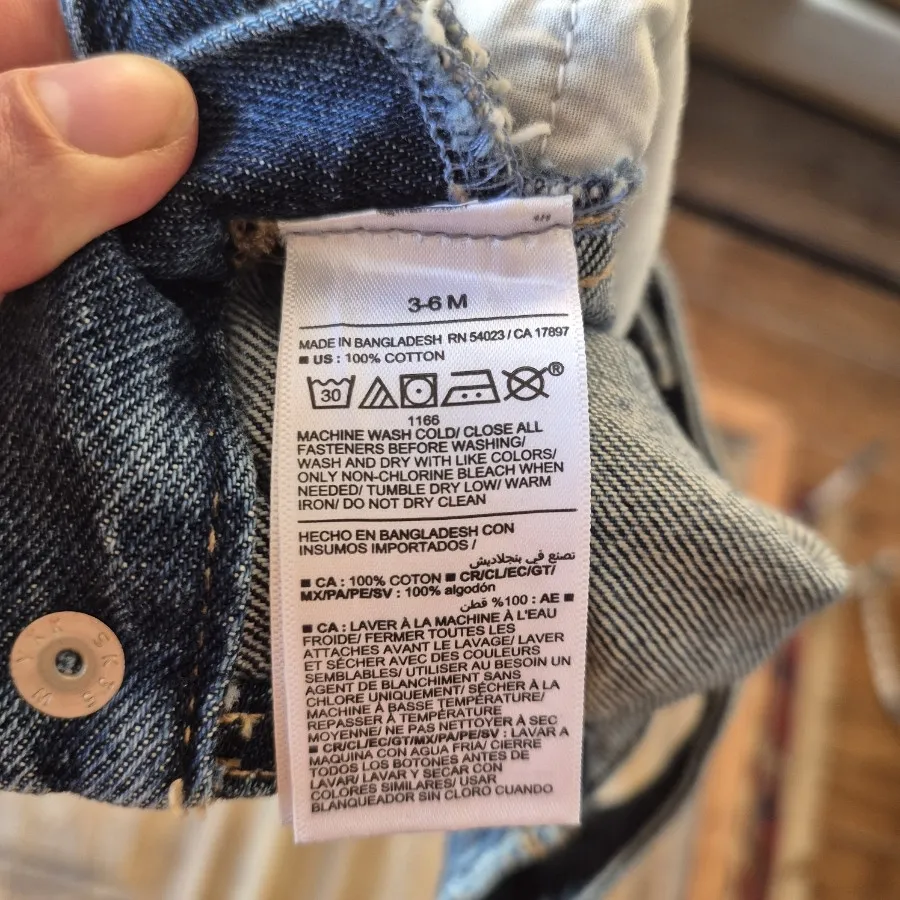 3-6 M
MADE IN BANGLADESH RN 54023 / CA 17897
■ US : 100% COTTON
30
®
1166
MACHINE WASH COLD/ CLOSE ALL
FASTENERS BEFORE WASHING/
WASH AND DRY WITH LIKE COLORS/
ONLY NON-CHLORINE BLEACH WHEN
NEEDED/ TUMBLE DRY LOW/ WARM
IRON/ DO NOT DRY CLEAN
HECHO EN BANGLADESH CON
INSUMOS IMPORTADOS /
تصنع في بنجلاديش
■ CA : 100% COTTON ■ CR/CL/EC/GT/
MX/PA/PE/SV : 100% algodón
■ AE : 100% قطن
■ CA : LAVER À LA MACHINE À L'EAU
FROIDE/ FERMER TOUTES LES
ATTACHES AVANT LE LAVAGE/ LAVER
ET SÉCHER AVEC DES COULEURS
SEMBLABLES/ UTILISER AU BESOIN UN
AGENT DE BLANCHIMENT SANS
CHLORE UNIQUEMENT/ SÉCHER À LA
MACHINE À BASSE TEMPÉRATURE/
REPASSER À TEMPÉRATURE
MOYENNE/ NE PAS NETTOYER À SEC
■ CR/CL/EC/GT/MX/PA/PE/SV : LAVAR A
MAQUINA CON AGUA FRIA/ CIERRE
TODOS LOS BOTONES ANTES DE
LAVAR/ LAVAR Y SECAR CON
COLORES SIMILARES/ USAR
BLANQUEADOR SIN CLORO CUANDO